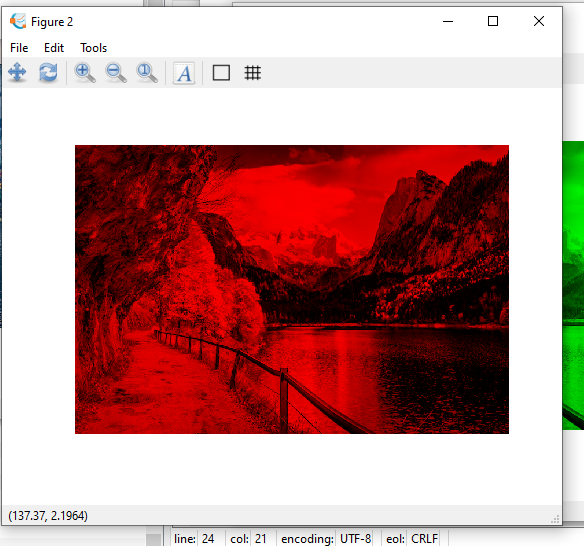 Figure 2
File Edit Tools
A
(137.37, 2.1964)
line: 24 col: 21 encoding: UTF-8 eol: CRLF